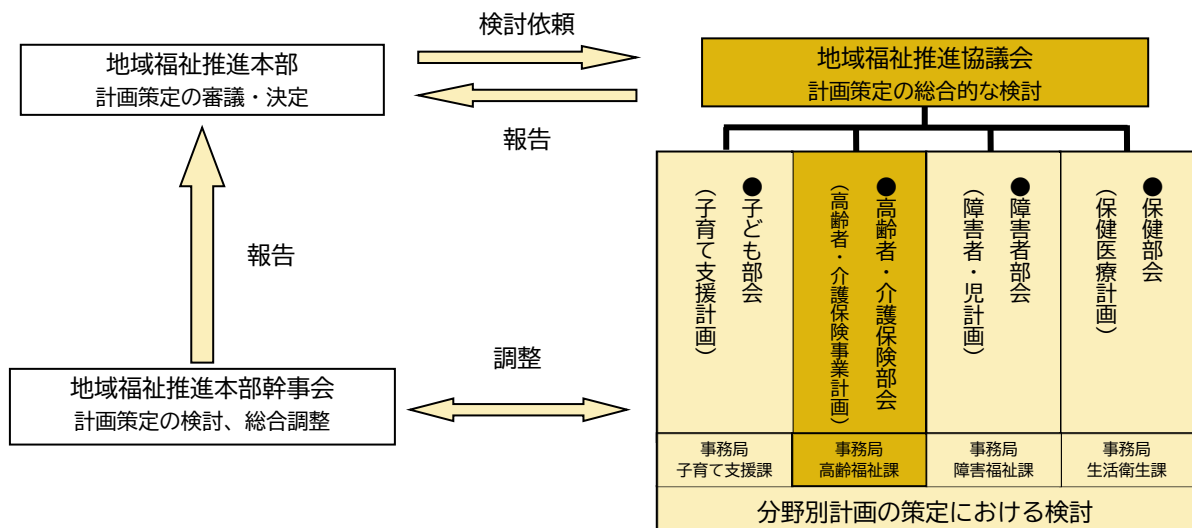 検討依頼
地域福祉推進本部
計画策定の審議・決定
地域福祉推進協議会
計画策定の総合的な検討
報告
報告
●子ども部会
（子育て支援計画）
●高齢者・介護保険部会
（高齢者・介護保険事業計画）
●障害者部会
（障害者・児計画）
●保健部会
（保健医療計画）
調整
地域福祉推進本部幹事会
計画策定の検討、総合調整
事務局
子育て支援課
事務局
高齢福祉課
事務局
障害福祉課
事務局
生活衛生課
分野別計画の策定における検討